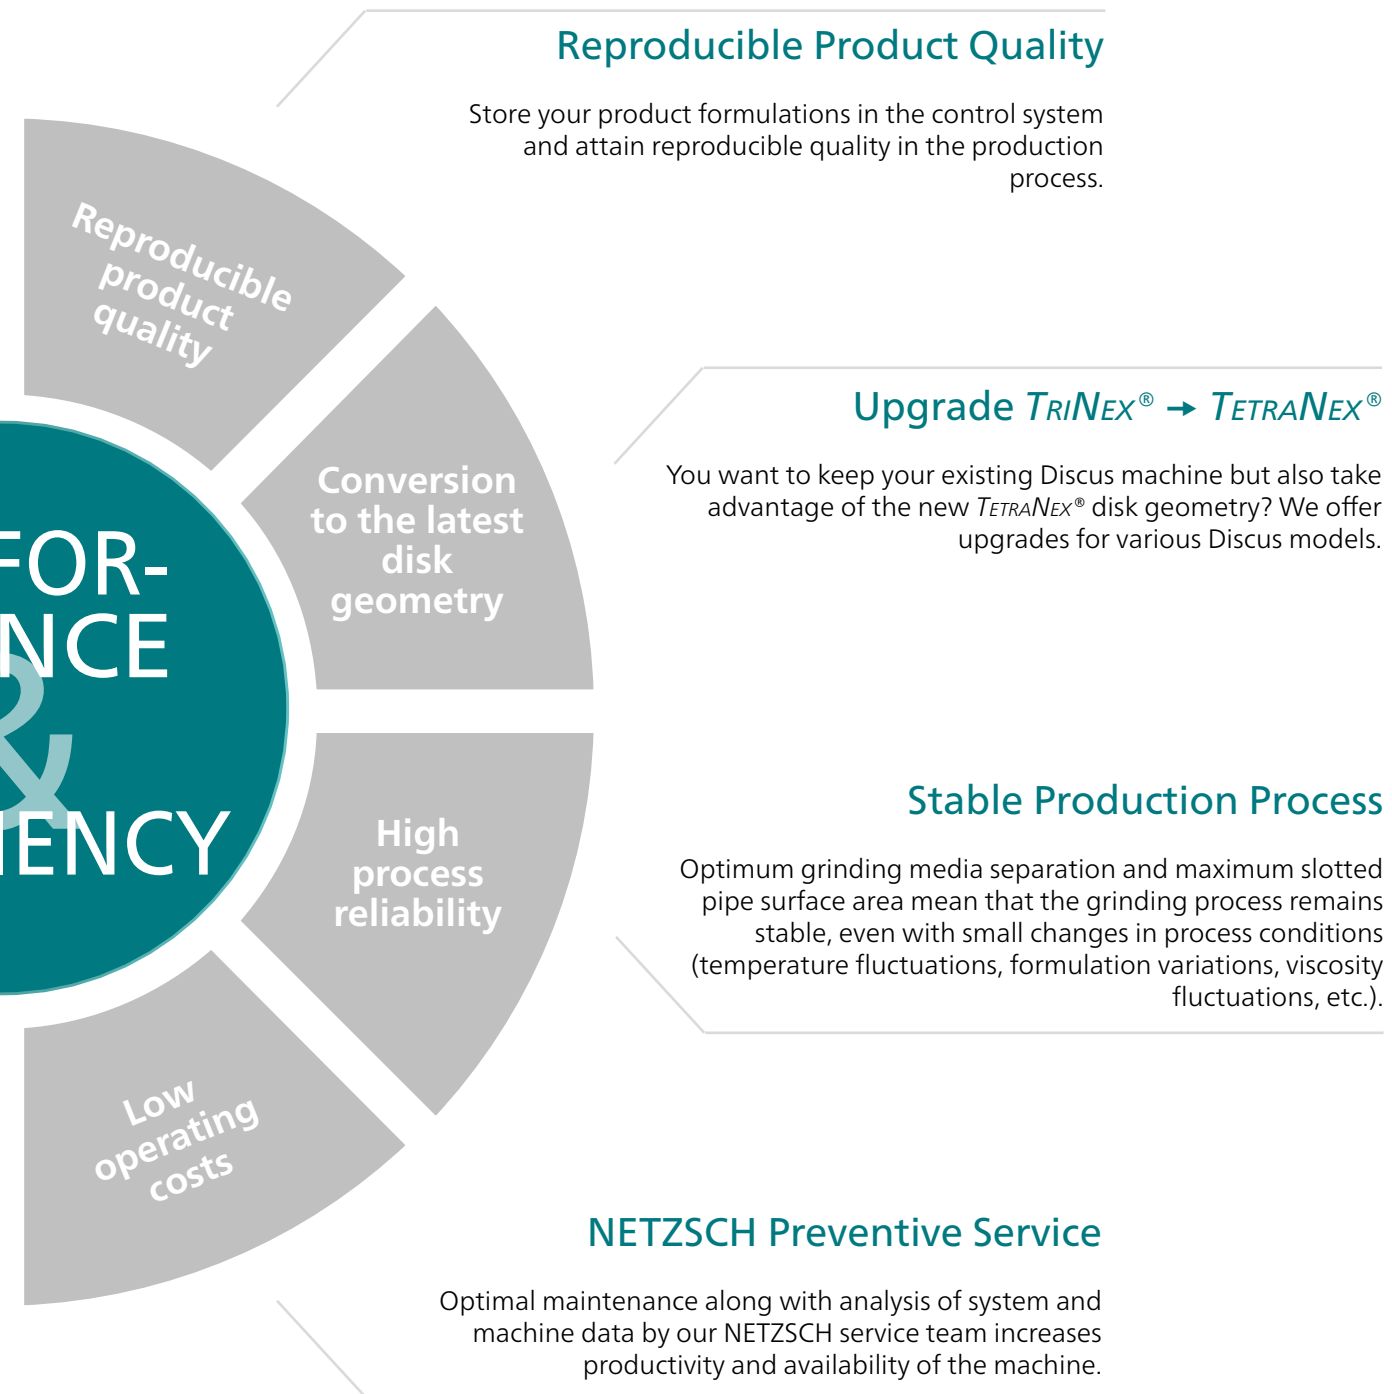 Reproducible Product Quality
Store your product formulations in the control system
and attain reproducible quality in the production
process.
Reproducible
product
quality
Upgrade TRINEX® → TETRANEX®
You want to keep your existing Discus machine but also take
advantage of the new TETRANEX® disk geometry? We offer
upgrades for various Discus models.
Conversion
to the latest
disk
geometry
FOR-
NCE
&
IENCY
Stable Production Process
Optimum grinding media separation and maximum slotted
pipe surface area mean that the grinding process remains
stable, even with small changes in process conditions
(temperature fluctuations, formulation variations, viscosity
fluctuations, etc.).
High
process
reliability
Low
operating
costs
NETZSCH Preventive Service
Optimal maintenance along with analysis of system and
machine data by our NETZSCH service team increases
productivity and availability of the machine.